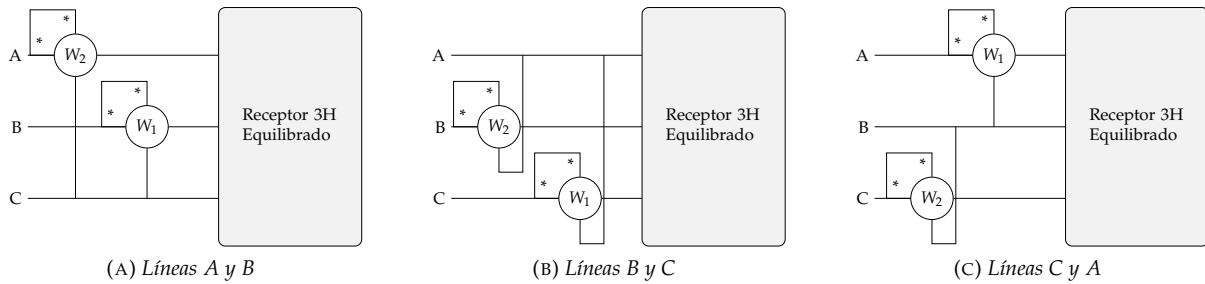 A
*
*
W2
B
*
*
W1
C
Receptor 3H
Equilibrado
(A) Líneas A y B
A
B
*
*
W2
C
*
*
W1
Receptor 3H
Equilibrado
(B) Líneas B y C
A
*
*
W1
B
C
*
*
W2
Receptor 3H
Equilibrado
(C) Líneas C y A